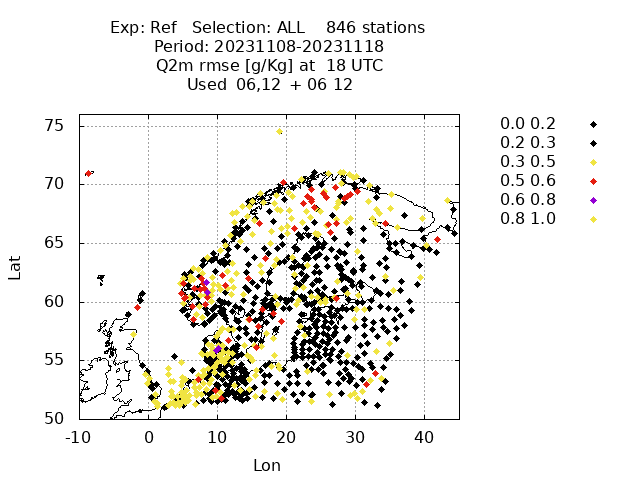 Exp: Ref Selection: ALL 846 stations
Period: 20231108-20231118
Q2m rmse [g/Kg] at 18 UTC
Used 06,12 + 06 12
75
70
65
60
55
50
-10 0 10 20 30 40
Lat
Lon
0.0 0.2
0.2 0.3
0.3 0.5
0.5 0.6
0.6 0.8
0.8 1.0